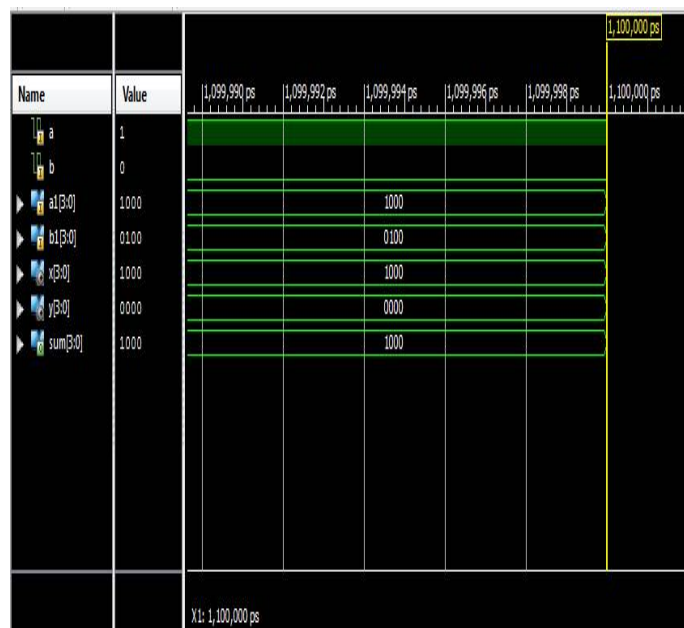 1,100,000 ps
Name Value 1,099,990 ps 1,099,992 ps 1,099,994 ps 1,099,996 ps 1,099,998 ps 1,100,000 ps
a 1
b 0
a1[3:0] 1000 1000
b1[3:0] 0100 0100
x[3:0] 1000 1000
y[3:0] 0000 0000
sum[3:0] 1000 1000
X1: 1,100,000 ps